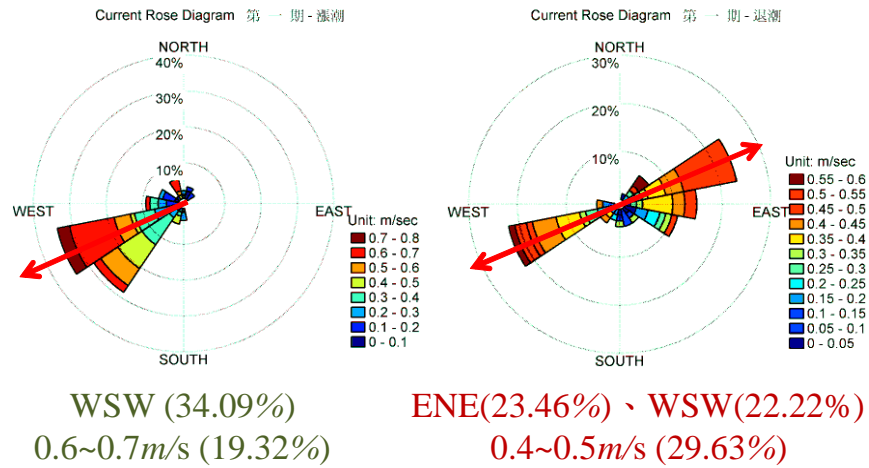 Current Rose Diagram 第 一 期 - 漲潮
NORTH
40%
30%
20%
10%
WEST
EAST
SOUTH
Unit: m/sec
0.7 - 0.8
0.6 - 0.7
0.5 - 0.6
0.4 - 0.5
0.3 - 0.4
0.2 - 0.3
0.1 - 0.2
0 - 0.1
WSW (34.09%)
0.6~0.7m/s (19.32%)
Current Rose Diagram 第 一 期 - 退潮
NORTH
30%
20%
10%
WEST
EAST
SOUTH
Unit: m/sec
0.55 - 0.6
0.5 - 0.55
0.45 - 0.5
0.4 - 0.45
0.35 - 0.4
0.3 - 0.35
0.25 - 0.3
0.2 - 0.25
0.15 - 0.2
0.1 - 0.15
0.05 - 0.1
0 - 0.05
ENE(23.46%)、WSW(22.22%)
0.4~0.5m/s (29.63%)